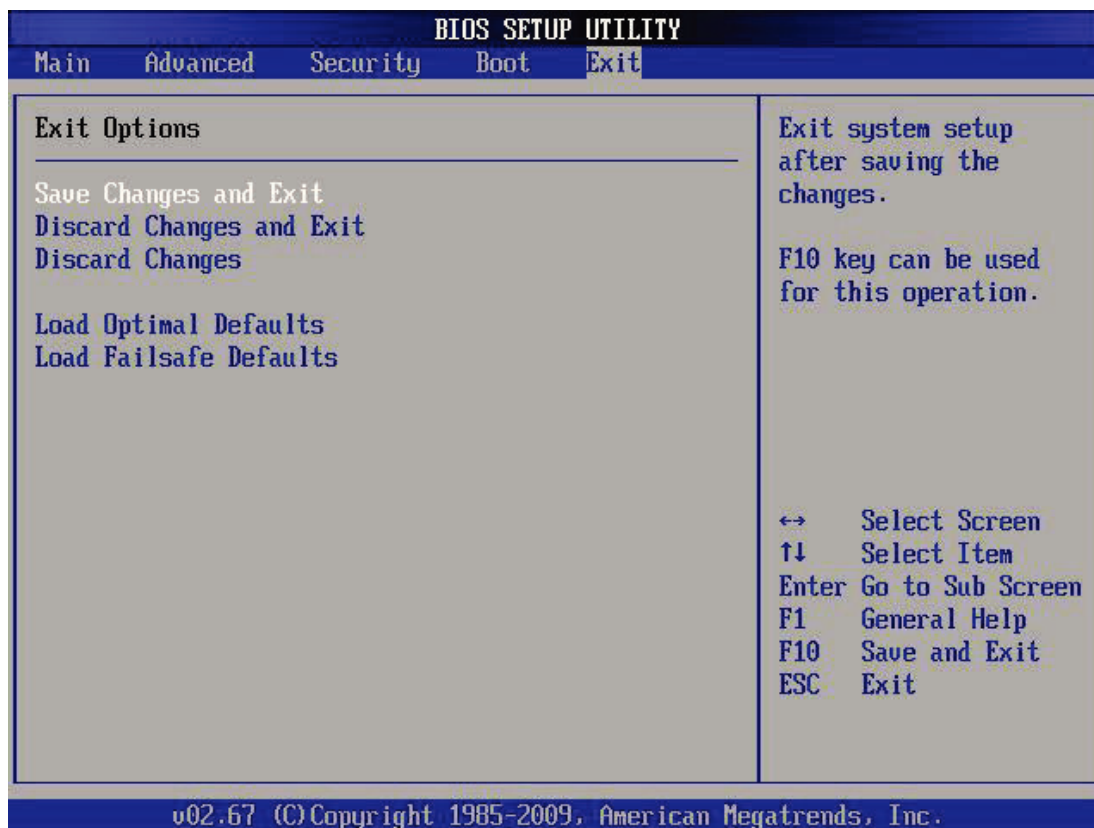 BIOS SETUP UTILITY
Main Advanced Security Boot Exit
Exit Options
Save Changes and Exit
Discard Changes and Exit
Discard Changes
Load Optimal Defaults
Load Failsafe Defaults
Exit system setup
after saving the
changes.
F10 key can be used
for this operation.
↔ Select Screen
↑↓ Select Item
Enter Go to Sub Screen
F1 General Help
F10 Save and Exit
ESC Exit
v02.67 (C)Copyright 1985-2009, American Megatrends, Inc.